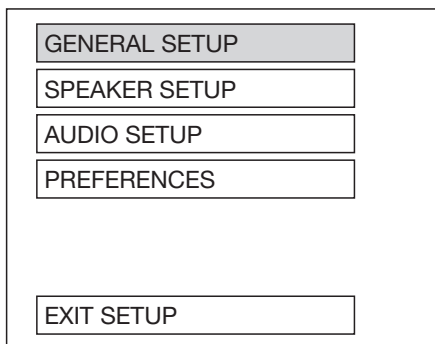 GENERAL SETUP
SPEAKER SETUP
AUDIO SETUP
PREFERENCES
EXIT SETUP